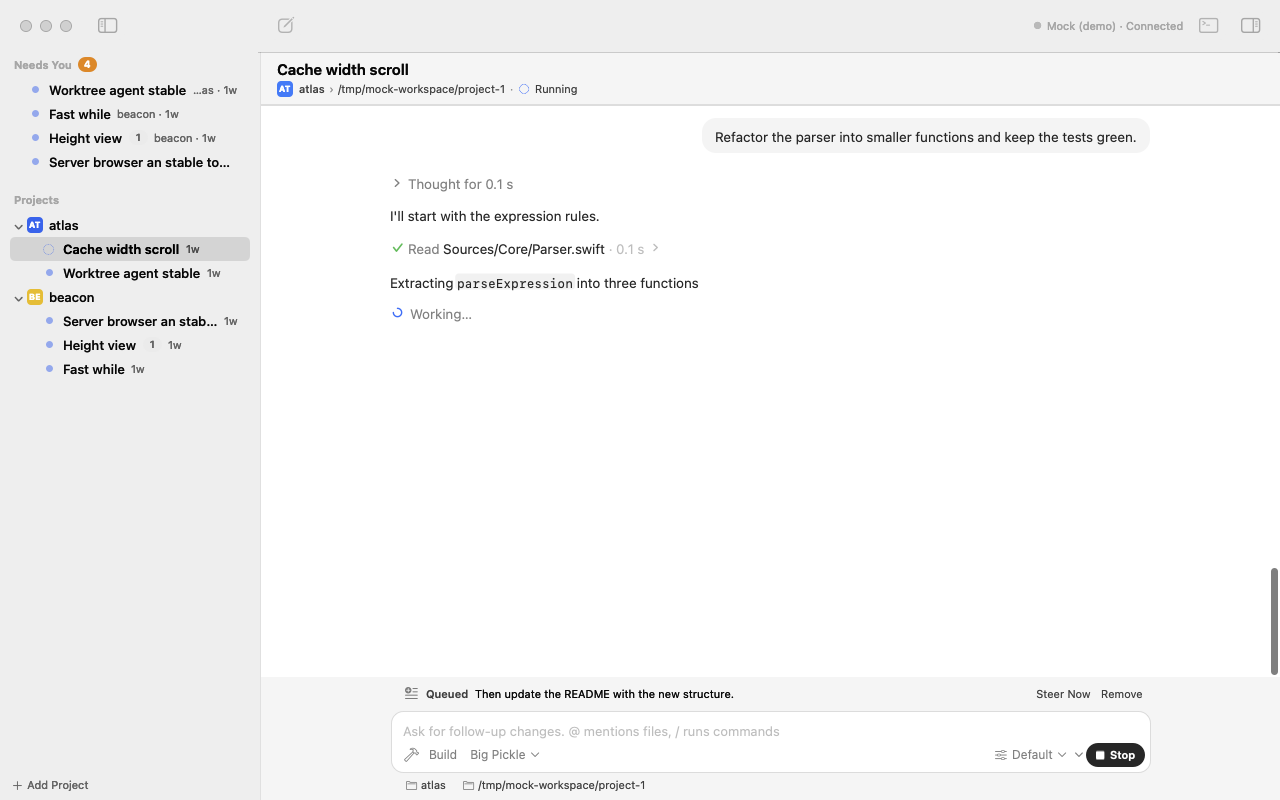 Mock (demo) · Connected
Needs You 4
Worktree agent stable …as · 1w
Fast while beacon · 1w
Height view 1 beacon · 1w
Server browser an stable to...
Projects
AT atlas
Cache width scroll 1w
Worktree agent stable 1w
BE beacon
Server browser an stab... 1w
Height view 1 1w
Fast while 1w
Add Project
Cache width scroll
AT atlas › /tmp/mock-workspace/project-1 · Running
Refactor the parser into smaller functions and keep the tests green.
Thought for 0.1 s
I'll start with the expression rules.
Read Sources/Core/Parser.swift · 0.1 s
Extracting parseExpression into three functions
Working...
Queued Then update the README with the new structure. Steer Now Remove
Ask for follow-up changes. @ mentions files, / runs commands
Build Big Pickle Default Stop
atlas /tmp/mock-workspace/project-1